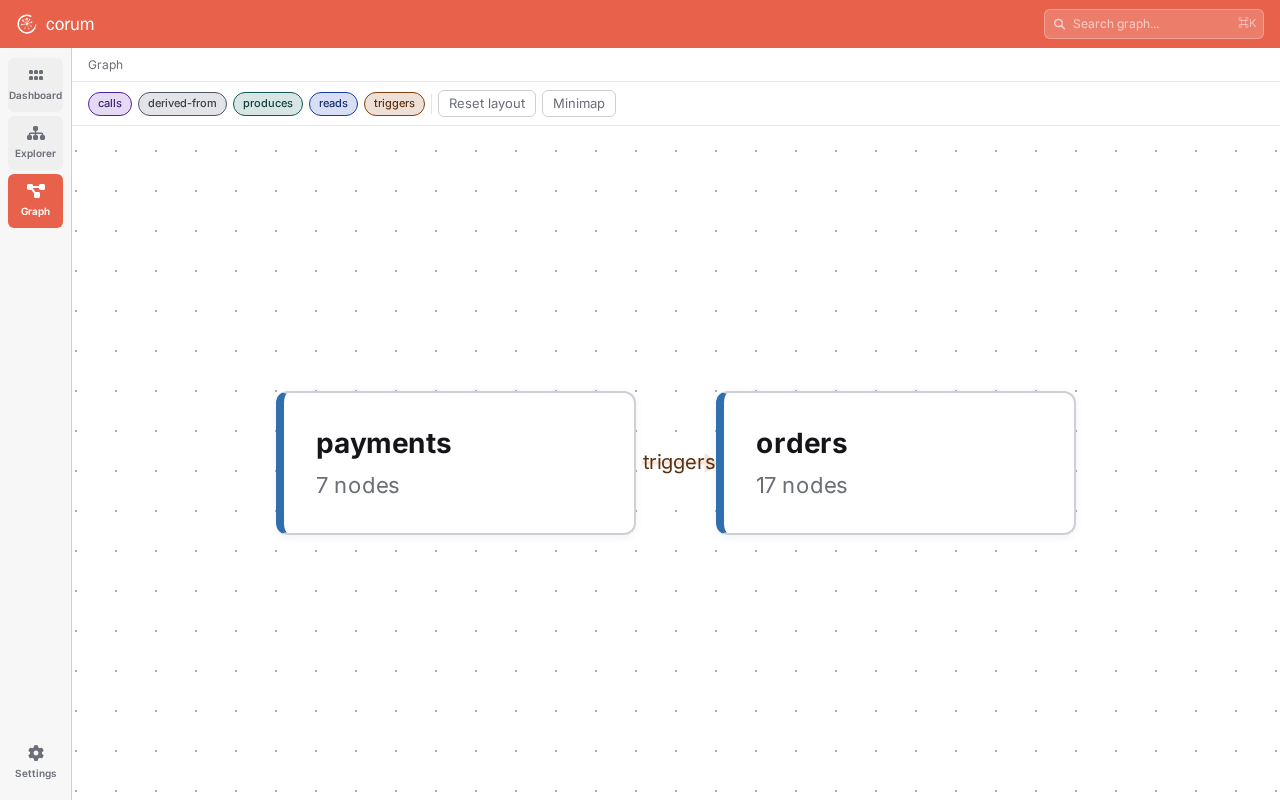 corum
Search graph...
⌘K
Dashboard
Explorer
Graph
Settings
Graph
calls
derived-from
produces
reads
triggers
Reset layout
Minimap
payments
7 nodes
triggers
orders
17 nodes